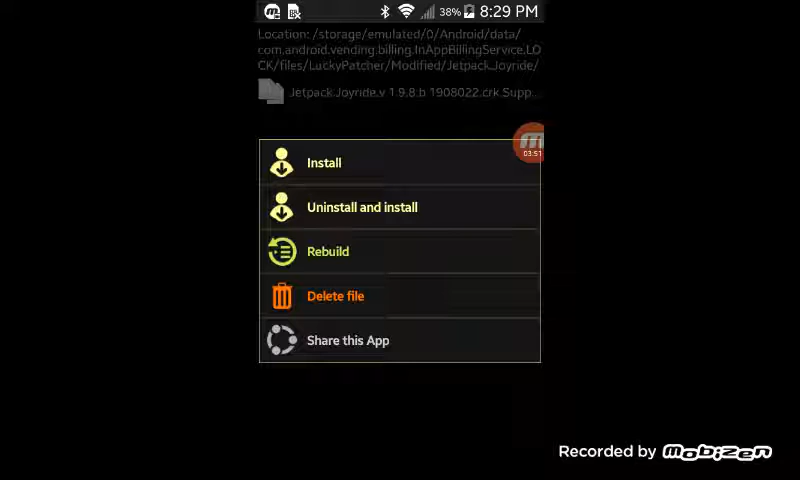 38% 8:29 PM
Location: /storage/emulated/0/Android/data/
com.android.vending.billing.InAppBillingService.LO
CK/files/LuckyPatcher/Modified/Jetpack.Joyride/
Jetpack.Joyride.v.1.9.8.b.1908022.crk.Supp...
03:51
Install
Uninstall and install
Rebuild
Delete file
Share this App
Recorded by mobizen